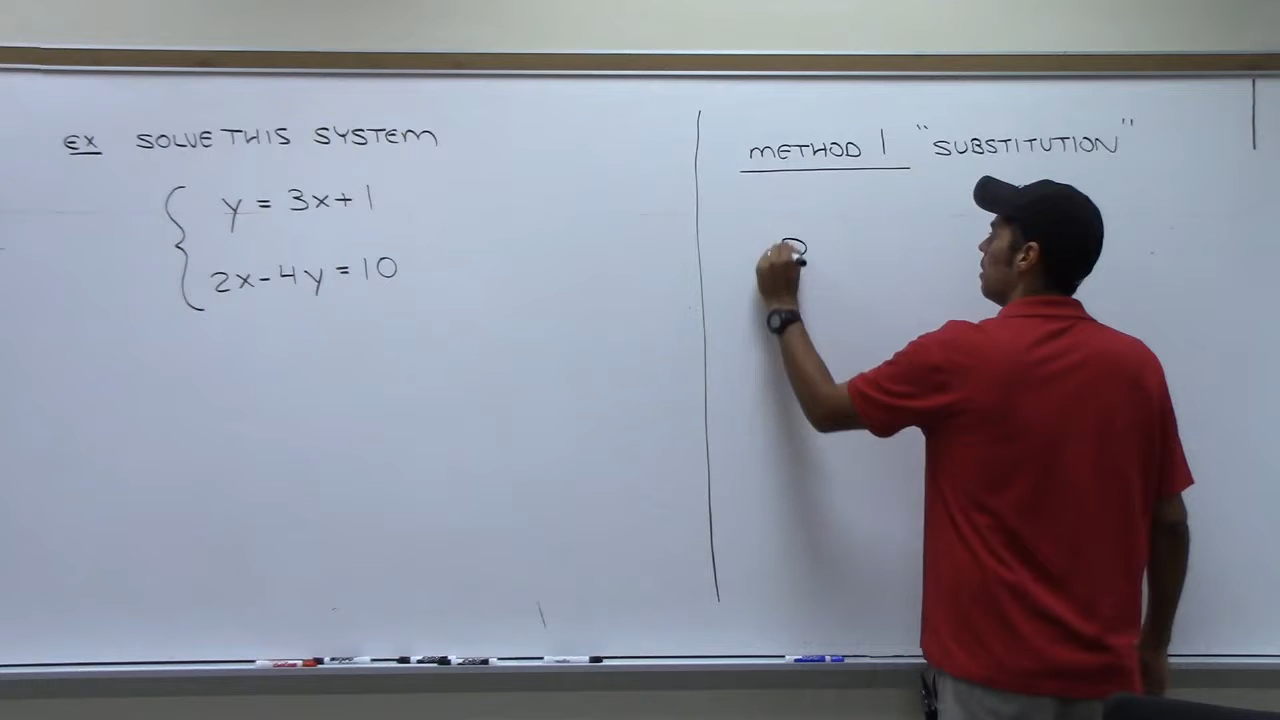 ex SOLVE THIS SYSTEM
y = 3x + 1
2x - 4y = 10
METHOD 1 "SUBSTITUTION"